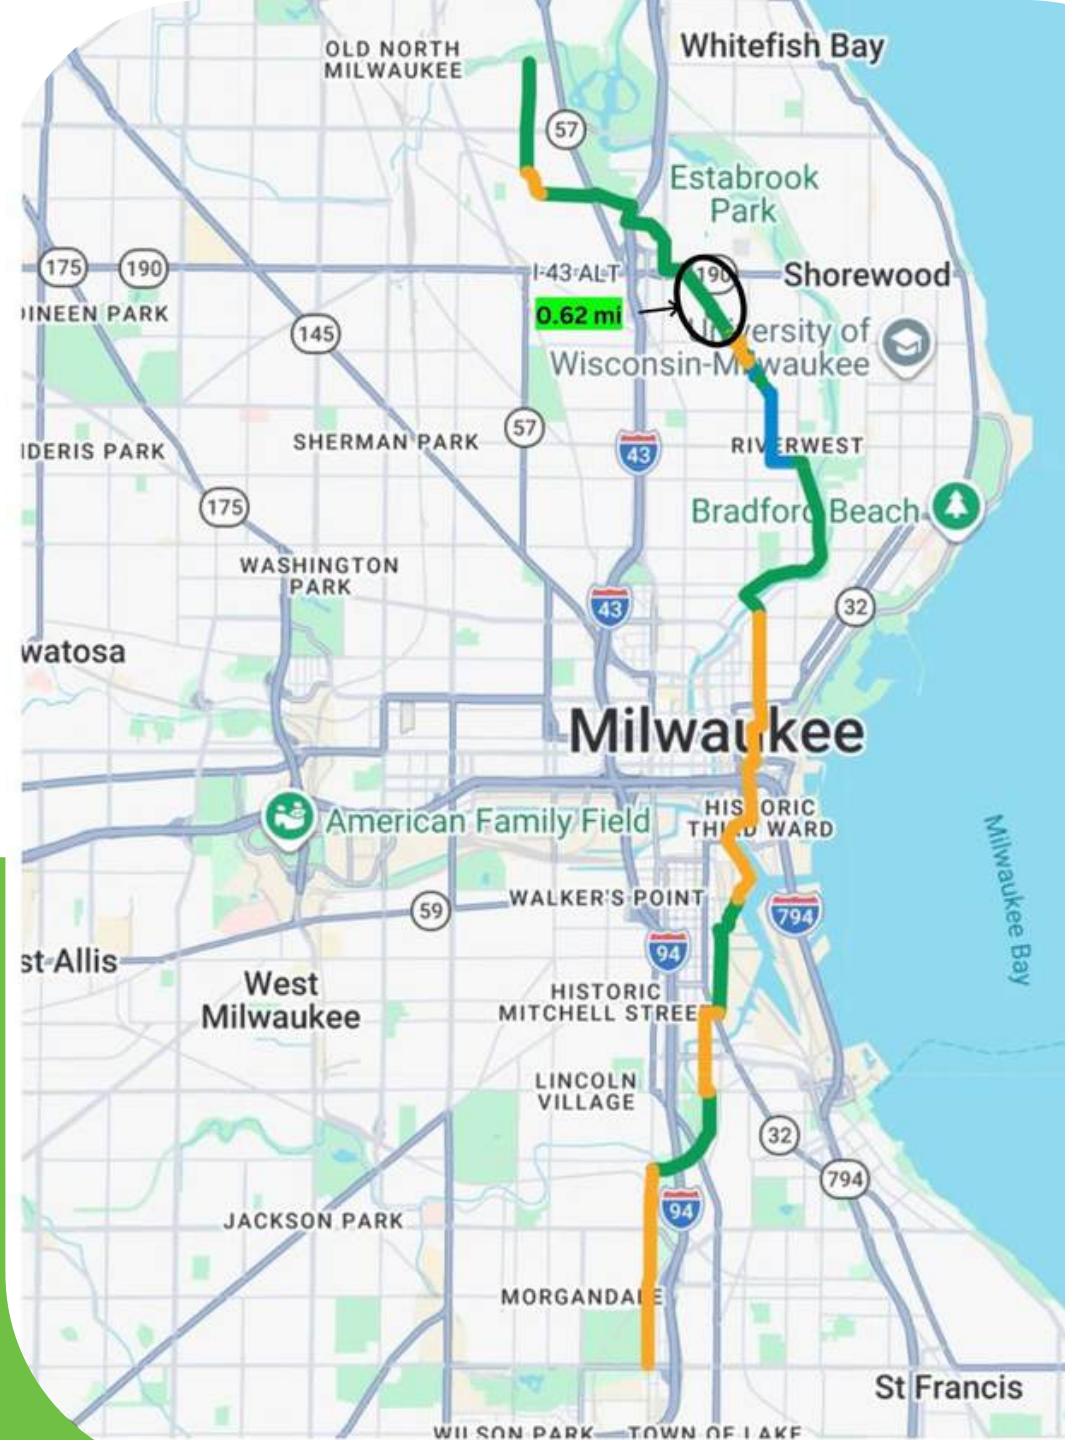 OLD NORTH
MILWAUKEE
Whitefish Bay
57
Estabrook
Park
175
190
I-43 ALT
190
Shorewood
DINEEN PARK
0.62 mi
145
University of
Wisconsin-Milwaukee
57
SHERMAN PARK
43
RIVERWEST
IDERIS PARK
175
Bradford Beach
WASHINGTON
PARK
43
32
watosa
Milwaukee
American Family Field
HISTORIC
THIRD WARD
Milwaukee Bay
59
WALKER'S POINT
794
st Allis
94
West
Milwaukee
HISTORIC
MITCHELL STREET
LINCOLN
VILLAGE
32
794
94
JACKSON PARK
MORGANDALE
St Francis
WILSON PARK
TOWN OF LAKE